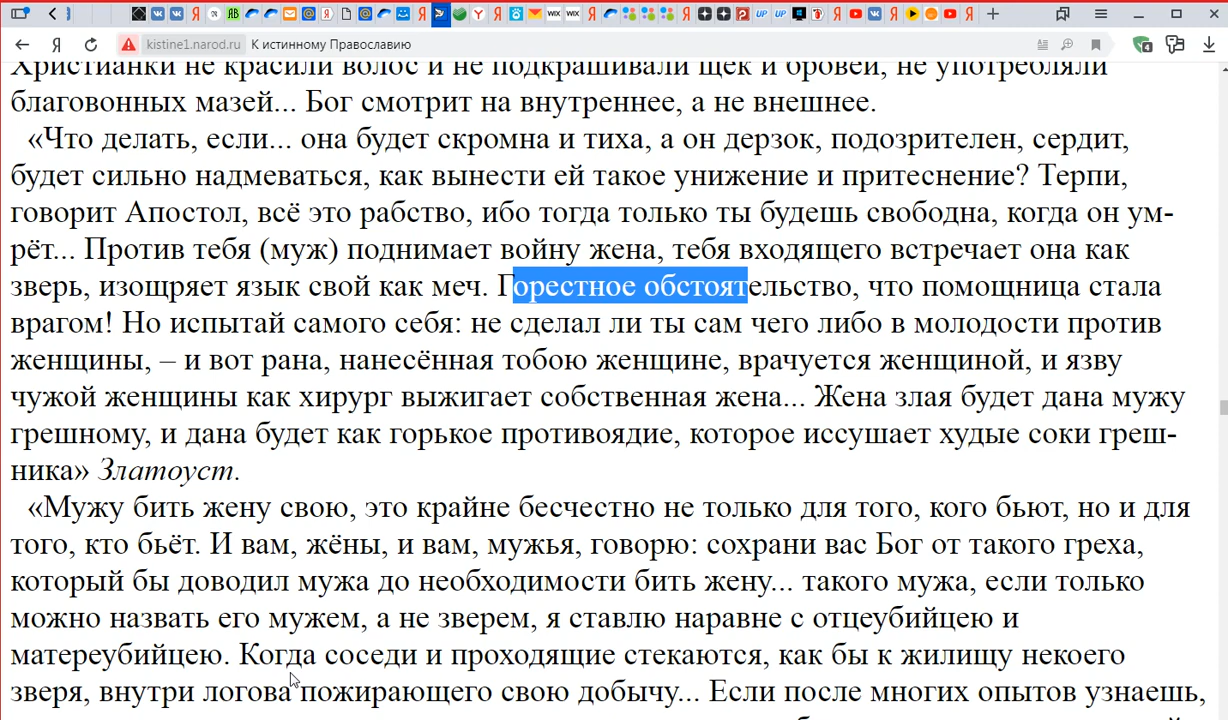 kistine1.narod.ru К истинному Православию
Христианки не красили волос и не подкрашивали щёк и бровей, не употребляли
благовонных мазей... Бог смотрит на внутреннее, а не внешнее.
«Что делать, если... она будет скромна и тиха, а он дерзок, подозрителен, сердит,
будет сильно надмеваться, как вынести ей такое унижение и притеснение? Терпи,
говорит Апостол, всё это рабство, ибо тогда только ты будешь свободна, когда он ум-
рёт... Против тебя (муж) поднимает войну жена, тебя входящего встречает она как
зверь, изощряет язык свой как меч. Горестное обстоятельство, что помощница стала
врагом! Но испытай самого себя: не сделал ли ты сам чего либо в молодости против
женщины, – и вот рана, нанесённая тобою женщине, врачуется женщиной, и язву
чужой женщины как хирург выжигает собственная жена... Жена злая будет дана мужу
грешному, и дана будет как горькое противоядие, которое иссушает худые соки греш-
ника» Златоуст.
«Мужу бить жену свою, это крайне бесчестно не только для того, кого бьют, но и для
того, кто бьёт. И вам, жёны, и вам, мужья, говорю: сохрани вас Бог от такого греха,
который бы доводил мужа до необходимости бить жену... такого мужа, если только
можно назвать его мужем, а не зверем, я ставлю наравне с отцеубийцею и
матереубийцею. Когда соседи и проходящие стекаются, как бы к жилищу некоего
зверя, внутри логова пожирающего свою добычу... Если после многих опытов узнаешь,